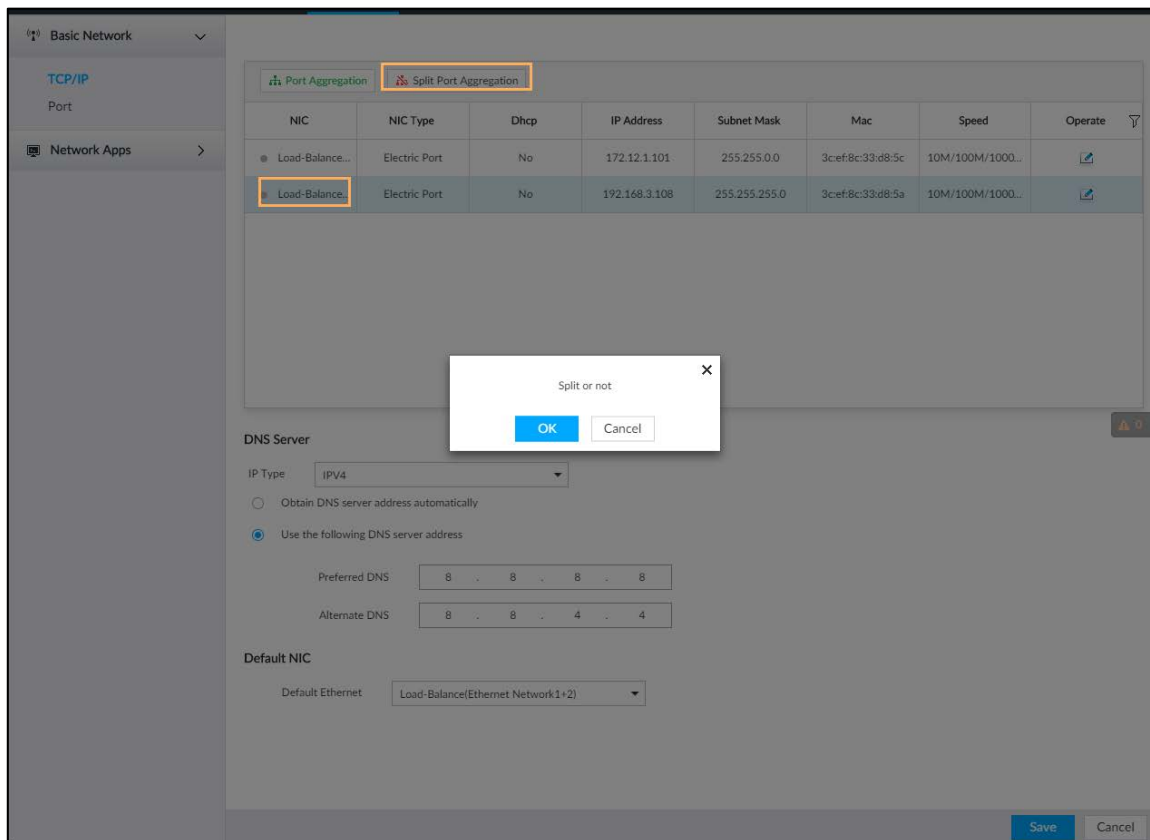 Basic Network
TCP/IP
Port
Network Apps
Port Aggregation Split Port Aggregation
NIC NIC Type Dhcp IP Address Subnet Mask Mac Speed Operate
Load-Balance... Electric Port No 172.12.1.101 255.255.0.0 3c:ef:8c:33:d8:5c 10M/100M/1000...
Load-Balance.. Electric Port No 192.168.3.108 255.255.255.0 3c:ef:8c:33:d8:5a 10M/100M/1000...
Split or not
OK Cancel
0
DNS Server
IP Type IPV4
Obtain DNS server address automatically
Use the following DNS server address
Preferred DNS 8 . 8 . 8 . 8
Alternate DNS 8 . 8 . 4 . 4
Default NIC
Default Ethernet Load-Balance(Ethernet Network1+2)
Save Cancel